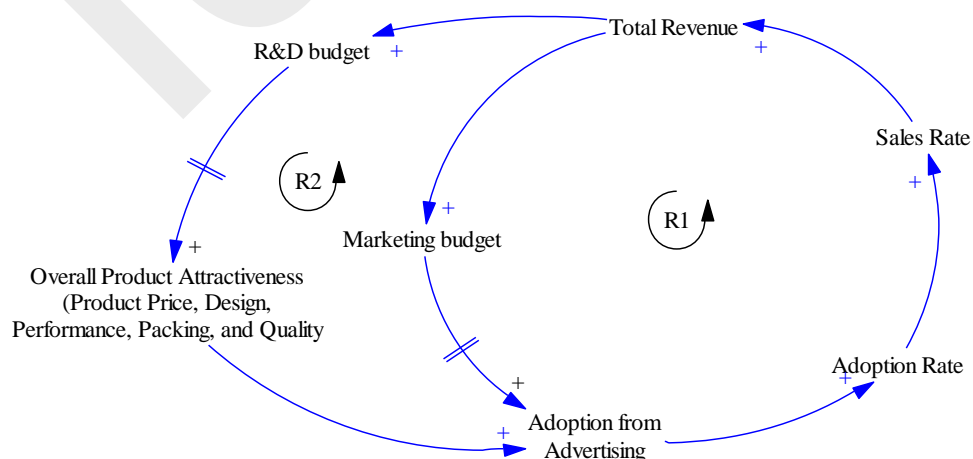 Total Revenue
+
R&D budget
+
Sales Rate
+
R2
R1
+
Marketing budget
+
Overall Product Attractiveness
(Product Price, Design,
Performance, Packing, and Quality
Adoption Rate
+
+
Adoption from
Advertising
+